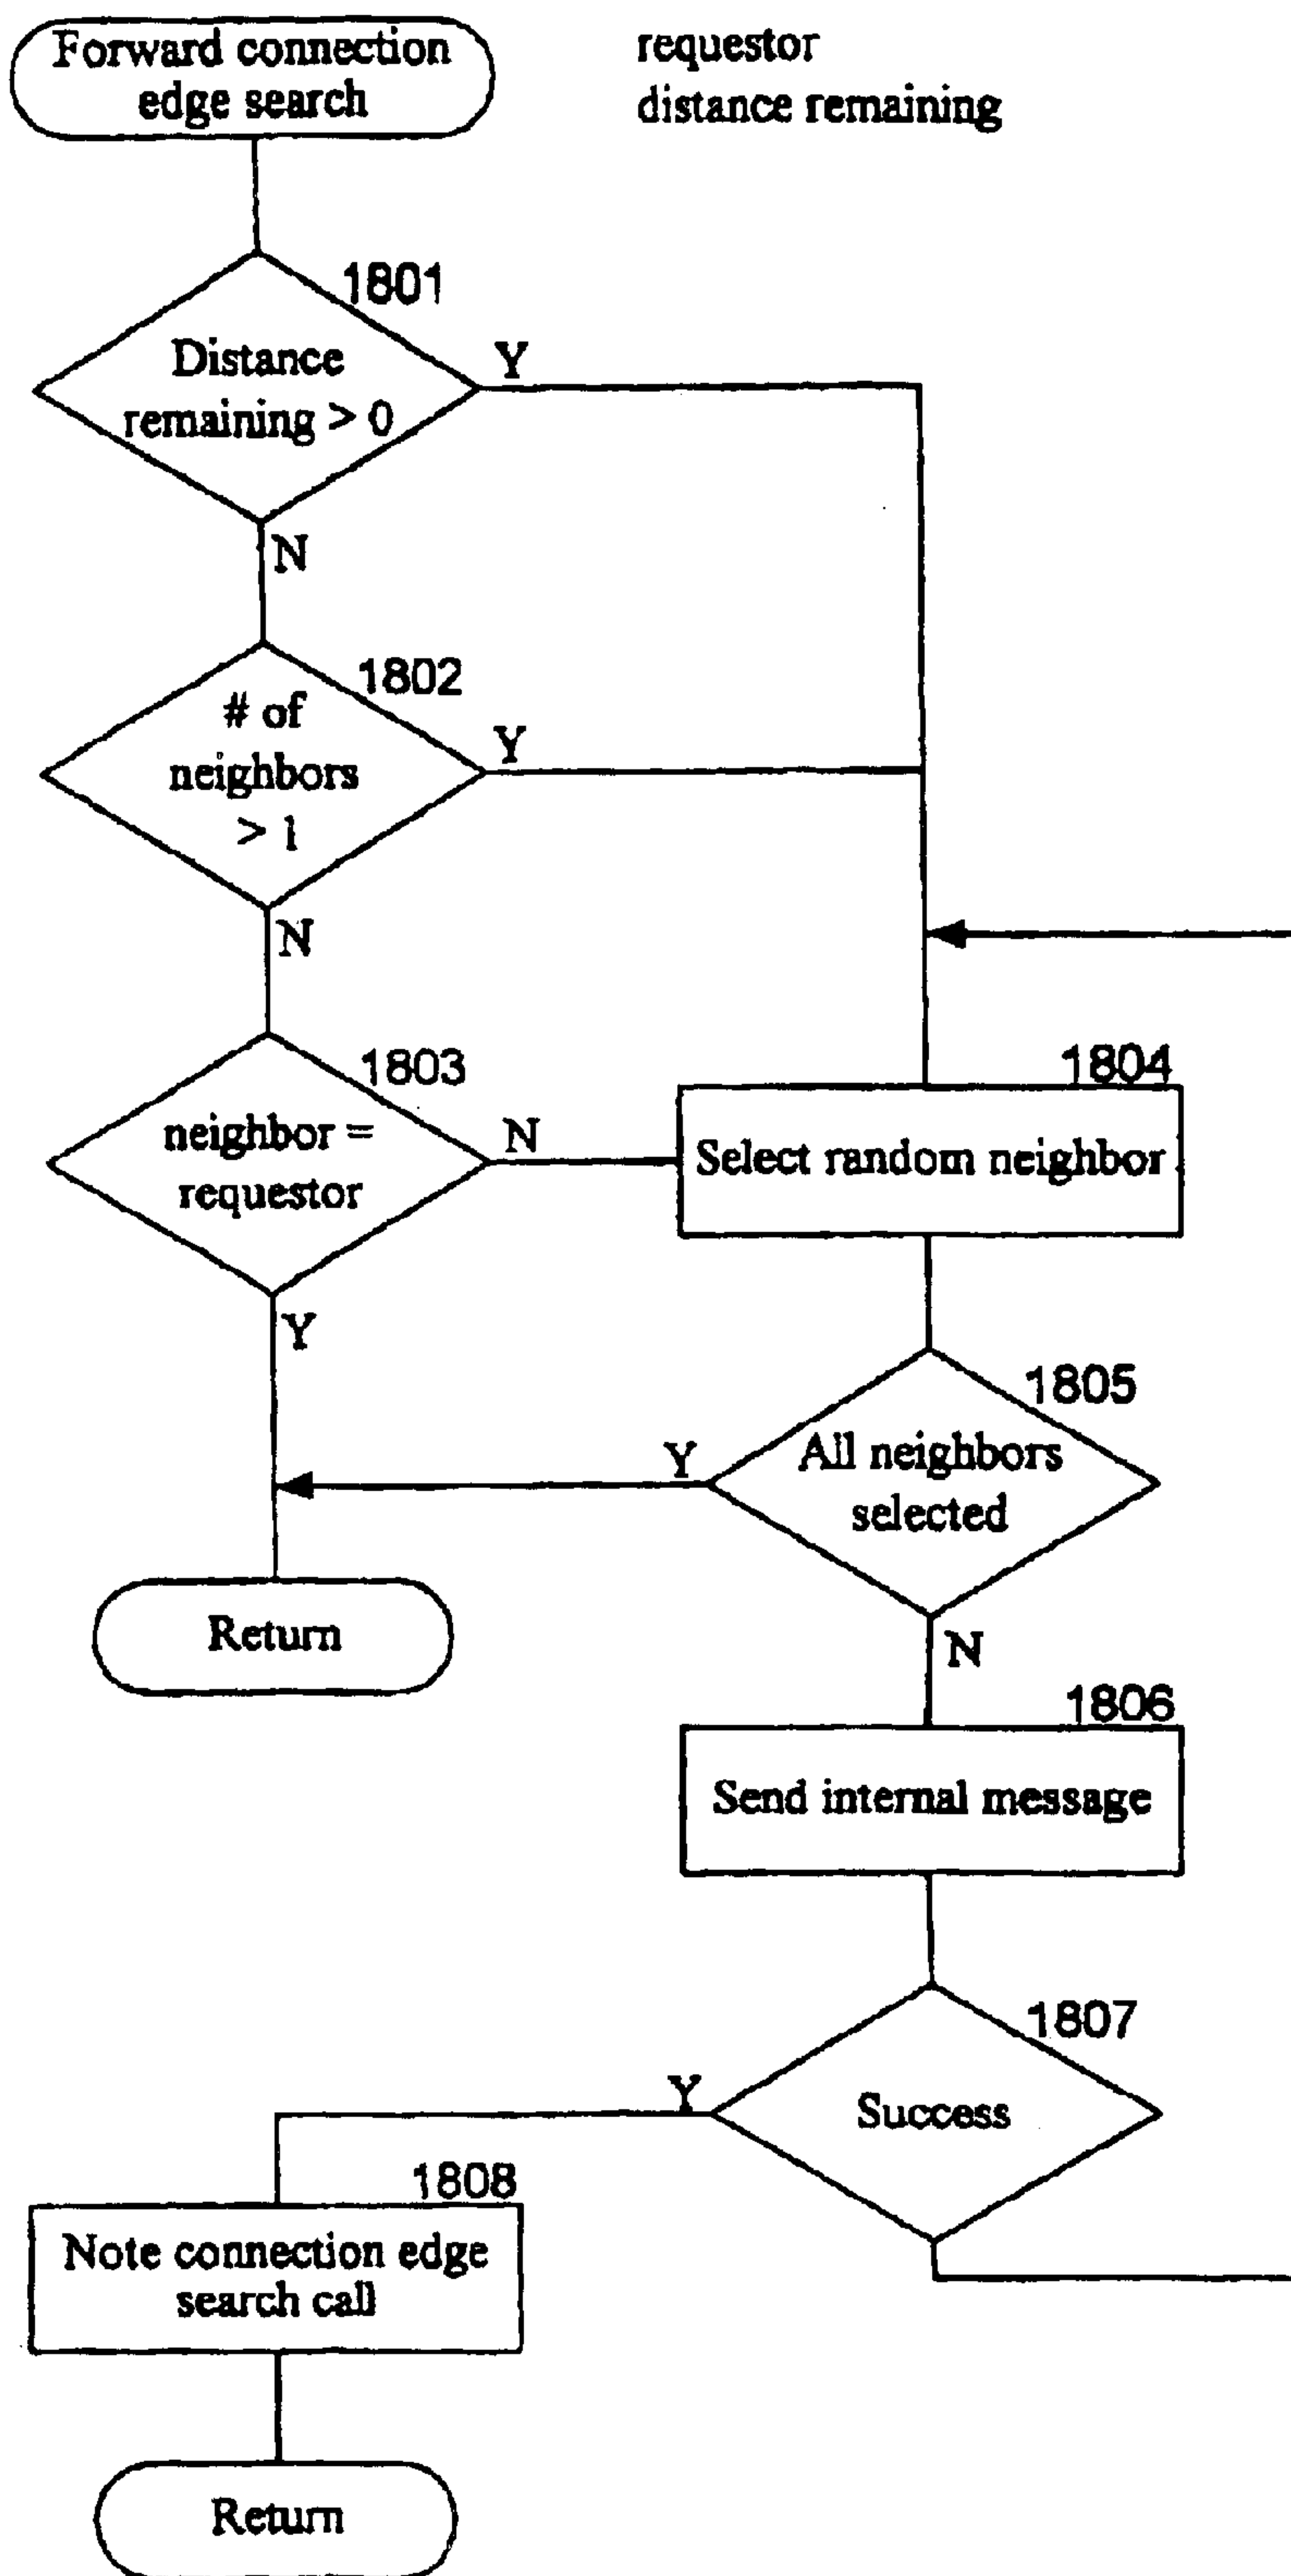 Forward connection
edge search
requestor
distance remaining
1801
Distance
remaining > 0
Y
N
1802
# of
neighbors
> 1
Y
N
1803
neighbor =
requestor
N
Y
1804
Select random neighbor
1805
All neighbors
selected
Y
N
Return
1806
Send internal message
1807
Success
Y
1808
Note connection edge
search call
Return